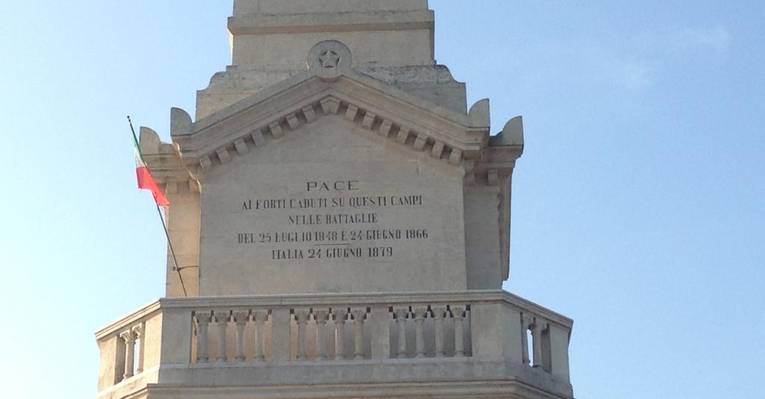 PACE
AI FORTI CADUTI SU QUESTI CAMPI
NELLE BATTAGLIE
DEL 25 LUGLIO 1848 E 24 GIUGNO 1866
ITALIA 24 GIUGNO 1879